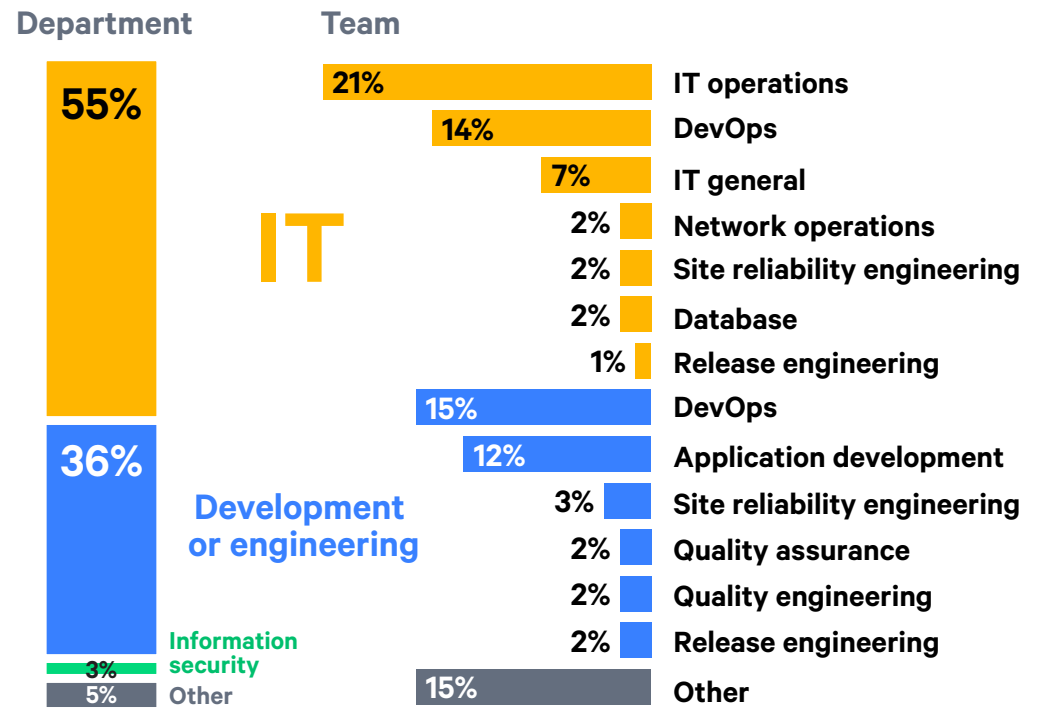 Department Team
55%
IT
21% IT operations
14% DevOps
7% IT general
2% Network operations
2% Site reliability engineering
2% Database
1% Release engineering
36%
Development
or engineering
15% DevOps
12% Application development
3% Site reliability engineering
2% Quality assurance
2% Quality engineering
2% Release engineering
3%
Information
security
5% Other
15% Other